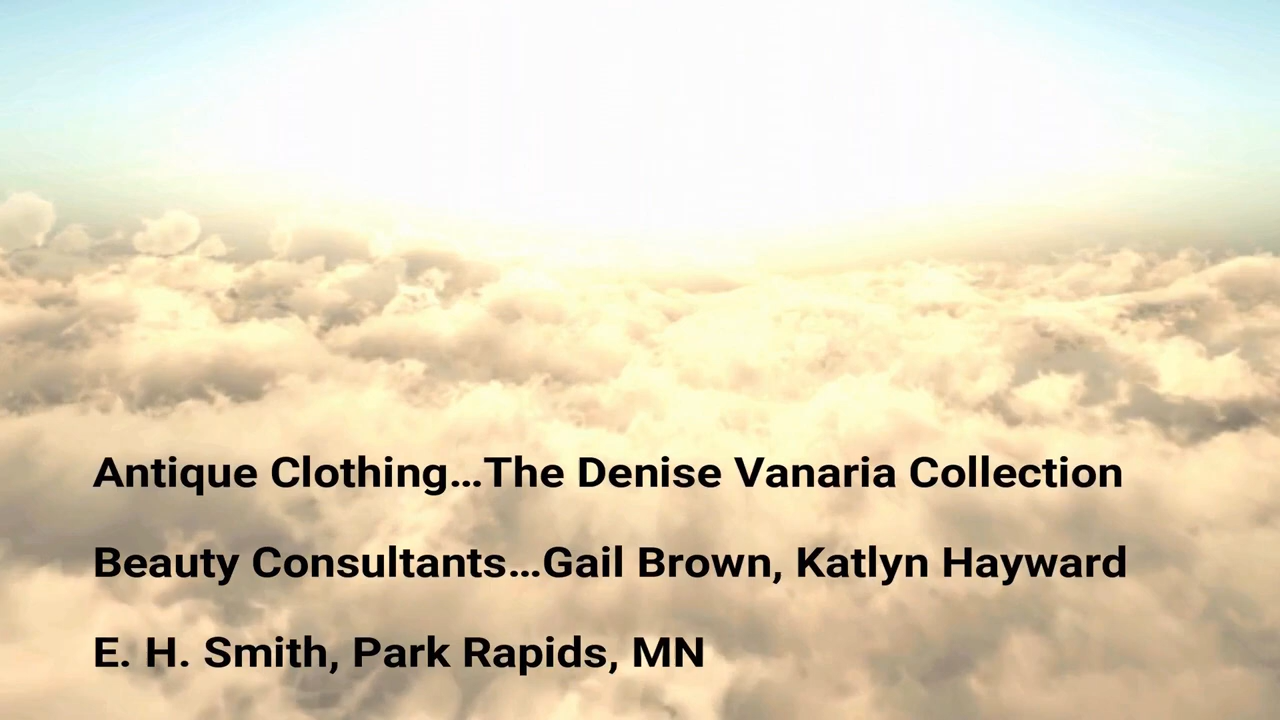 Antique Clothing...The Denise Vanaria Collection
Beauty Consultants...Gail Brown, Katlyn Hayward
E. H. Smith, Park Rapids, MN